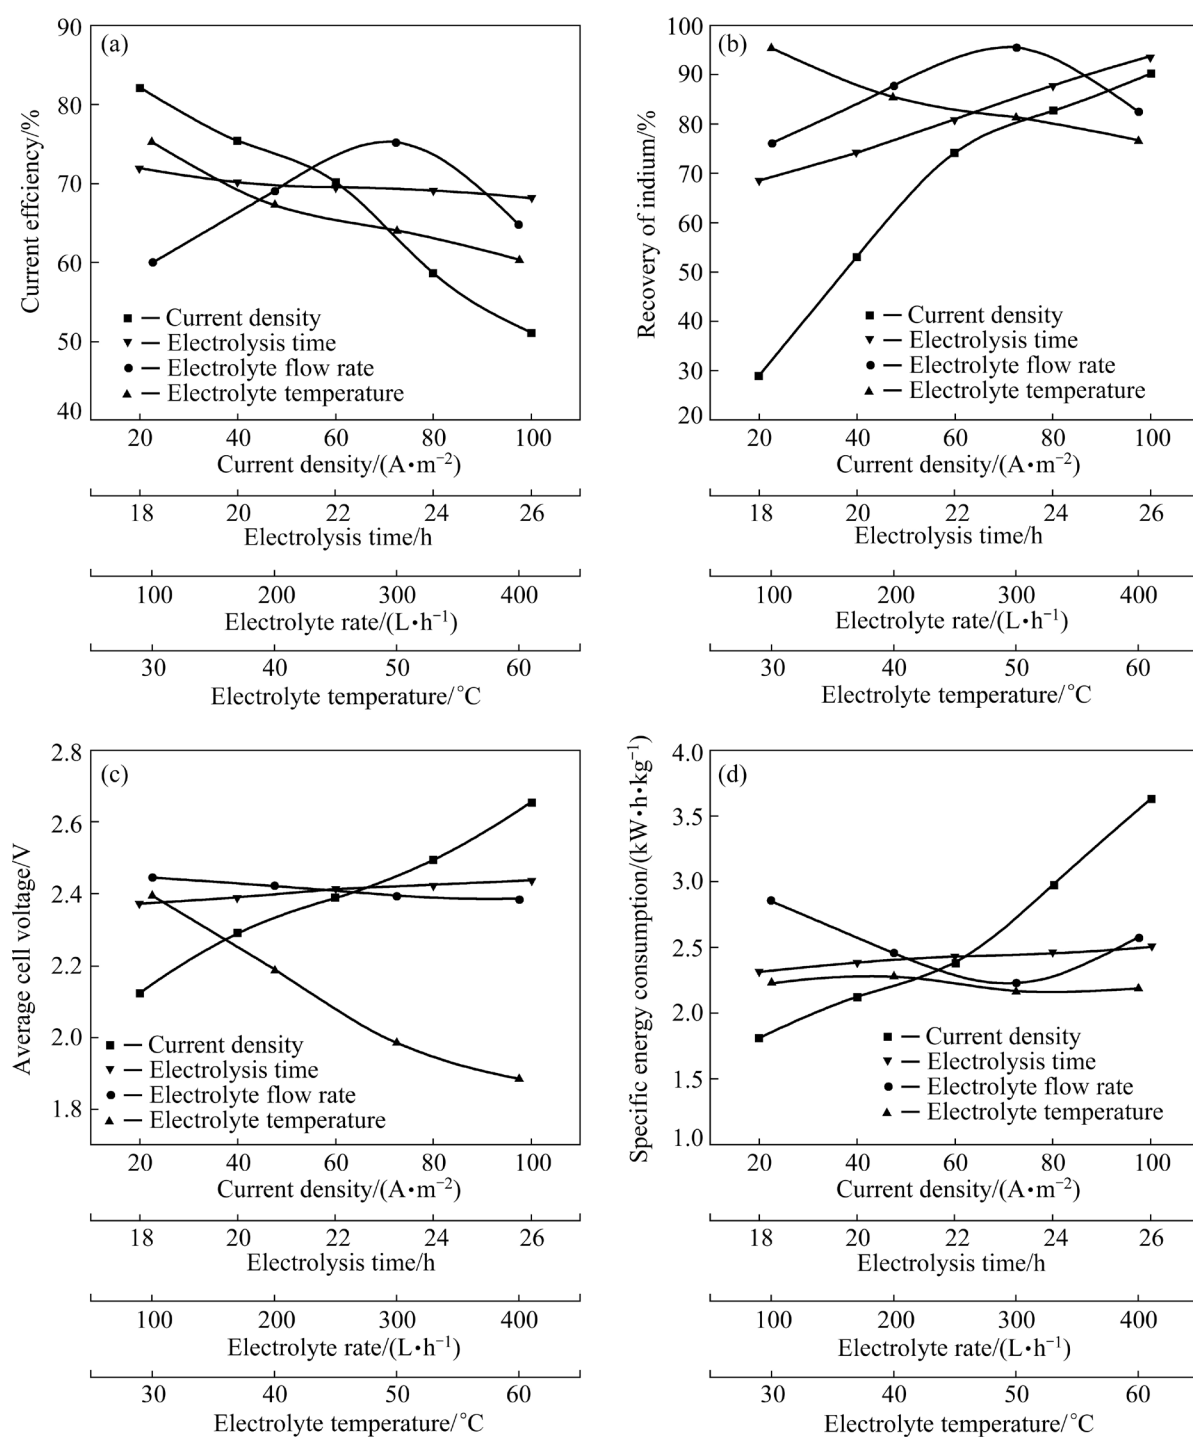 (a)
Current effciency/%
90
80
70
60
50
40
Current density
Electrolysis time
Electrolyte flow rate
Electrolyte temperature
20 40 60 80 100
Current density/(A•m⁻²)
18 20 22 24 26
Electrolysis time/h
100 200 300 400
Electrolyte rate/(L•h⁻¹)
30 40 50 60
Electrolyte temperature/°C
(b)
Recovery of indium/%
100
90
80
70
60
50
40
30
20
Current density
Electrolysis time
Electrolyte flow rate
Electrolyte temperature
20 40 60 80 100
Current density/(A•m⁻²)
18 20 22 24 26
Electrolysis time/h
100 200 300 400
Electrolyte rate/(L•h⁻¹)
30 40 50 60
Electrolyte temperature/°C
(c)
Average cell voltage/V
2.8
2.6
2.4
2.2
2.0
1.8
Current density
Electrolysis time
Electrolyte flow rate
Electrolyte temperature
20 40 60 80 100
Current density/(A•m⁻²)
18 20 22 24 26
Electrolysis time/h
100 200 300 400
Electrolyte rate/(L•h⁻¹)
30 40 50 60
Electrolyte temperature/°C
(d)
Specific energy consumption/(kW•h•kg⁻¹)
4.0
3.5
3.0
2.5
2.0
1.5
1.0
Current density
Electrolysis time
Electrolyte flow rate
Electrolyte temperature
20 40 60 80 100
Current density/(A•m⁻²)
18 20 22 24 26
Electrolysis time/h
100 200 300 400
Electrolyte rate/(L•h⁻¹)
30 40 50 60
Electrolyte temperature/°C